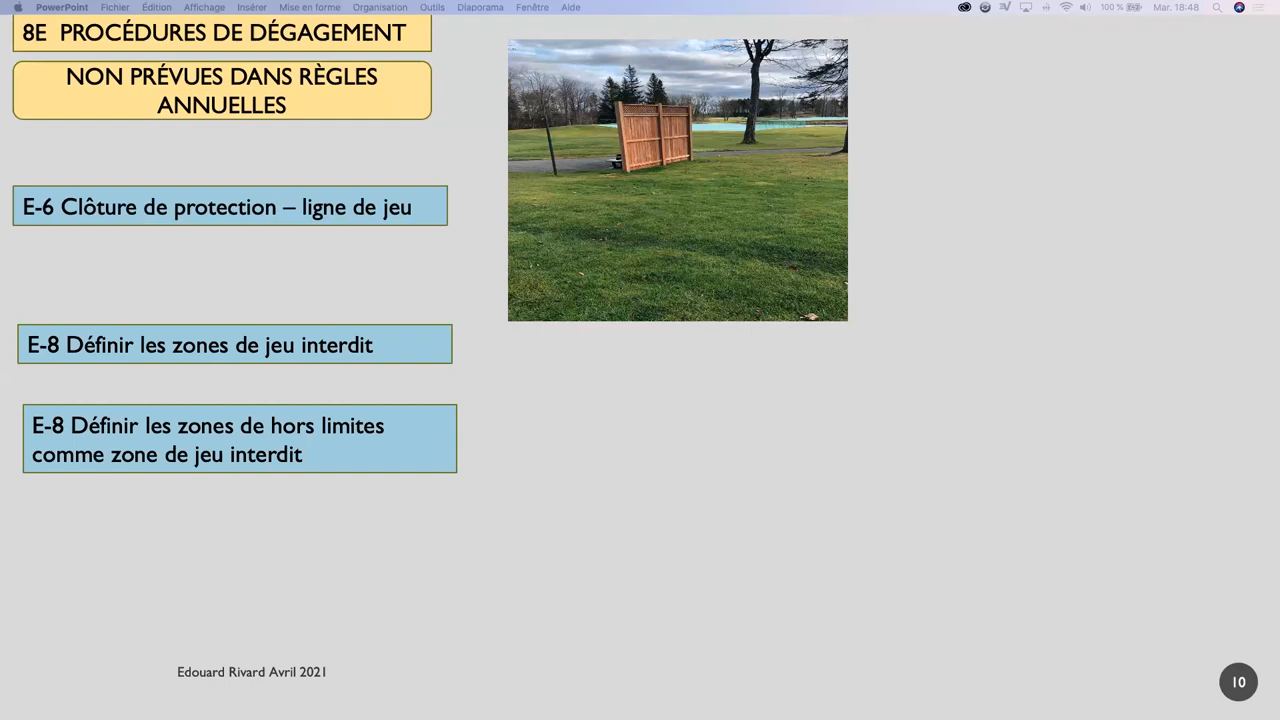 PowerPoint Fichier Édition Affichage Insérer Mise en forme Organisation Outils Diaporama Fenêtre Aide 100 % Mar. 18:48
8E PROCÉDURES DE DÉGAGEMENT
NON PRÉVUES DANS RÈGLES
ANNUELLES
E-6 Clôture de protection – ligne de jeu
E-8 Définir les zones de jeu interdit
E-8 Définir les zones de hors limites
comme zone de jeu interdit
Edouard Rivard Avril 2021
10